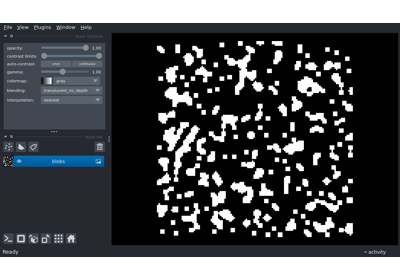 File View Plugins Window Help
opacity: 1.00
contrast limits:
auto-contrast: once continuous
gamma: 1.00
colormap: gray
blending: translucent_no_depth
interpolation: nearest
blobs
Ready
activity